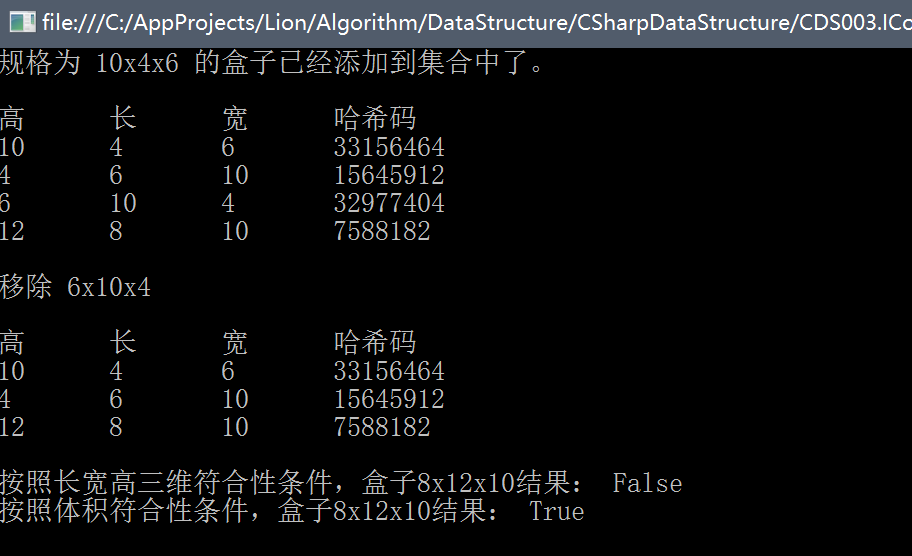 file:///C:/AppProjects/Lion/Algorithm/DataStructure/CSharpDataStructure/CDS003.ICo
规格为 10x4x6 的盒子已经添加到集合中了。
高 长 宽 哈希码
10 4 6 33156464
4 6 10 15645912
6 10 4 32977404
12 8 10 7588182
移除 6x10x4
高 长 宽 哈希码
10 4 6 33156464
4 6 10 15645912
12 8 10 7588182
按照长宽高三维符合性条件，盒子8x12x10结果： False
按照体积符合性条件，盒子8x12x10结果： True